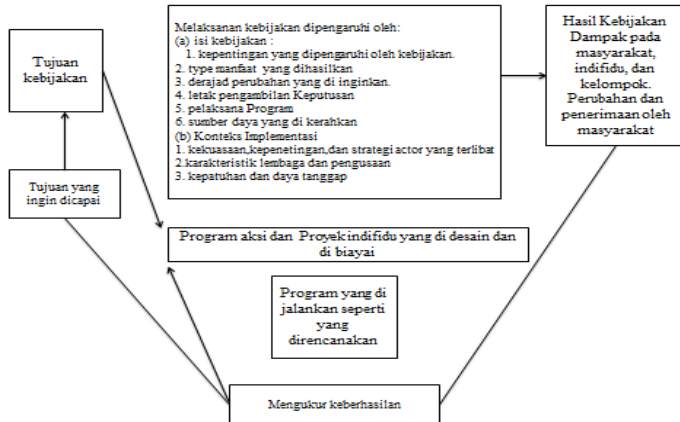 Tujuan
kebijakan
Melaksanan kebijakan dipengaruhi oleh:
(a) isi kebijakan :
1. kepentingan yang dipengaruhi oleh kebijakan.
2. type manfaat yang dihasilkan
3. derajad perubahan yang di inginkan.
4. letak pengambilan Keputusan
5. pelaksana Program
6. sumber daya yang di kerahkan
(b) Konteks Implementasi
1. kekuasaan,kepenetingan,dan strategi actor yang terlibat
2.karakteristik lembaga dan pengusaan
3. kepatuhan dan daya tanggap
Hasil Kebijakan
Dampak pada
masyarakat,
indifidu, dan
kelompok.
Perubahan dan
penerimaan oleh
masyarakat
Tujuan yang
ingin dicapai
Program aksi dan Proyek indifidu yang di desain dan
di biayai
Program yang di
jalankan seperti
yang
direncanakan
Mengukur keberhasilan